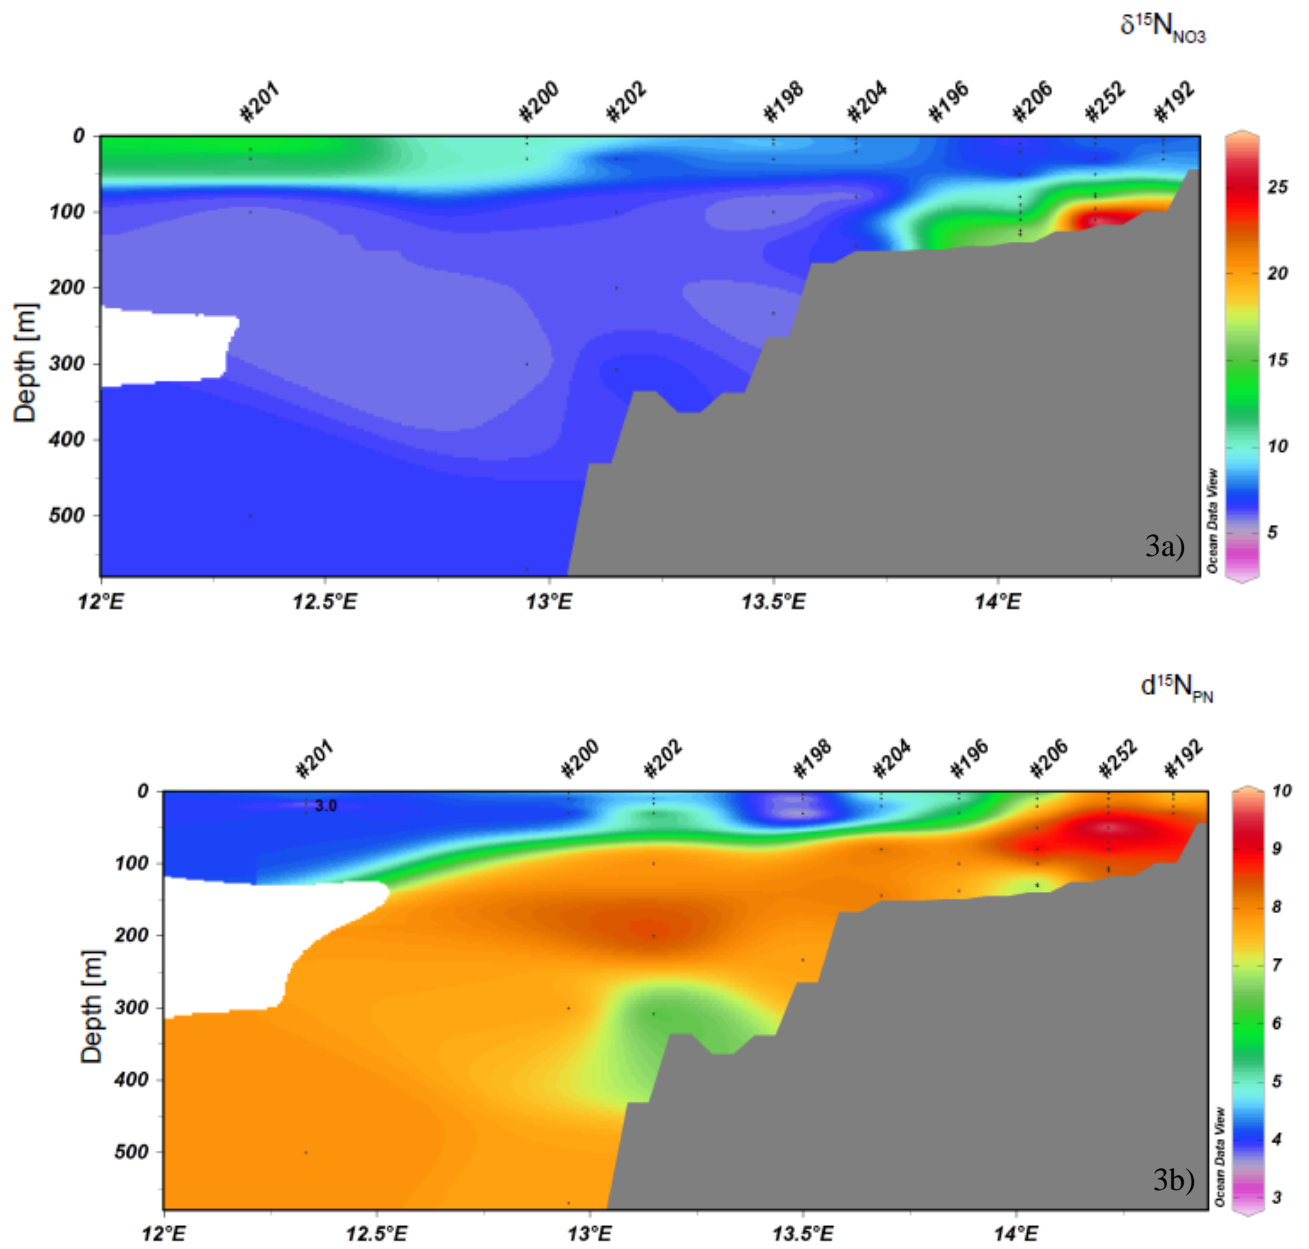 δ¹⁵N_NO3
#201 #200 #202 #198 #204 #196 #206 #252 #192
0
100
200
300
400
500
Depth [m]
12°E 12.5°E 13°E 13.5°E 14°E
25
20
15
10
5
Ocean Data View
3a)
d¹⁵N_PN
#201 #200 #202 #198 #204 #196 #206 #252 #192
3.0
0
100
200
300
400
500
Depth [m]
12°E 12.5°E 13°E 13.5°E 14°E
10
9
8
7
6
5
4
3
Ocean Data View
3b)